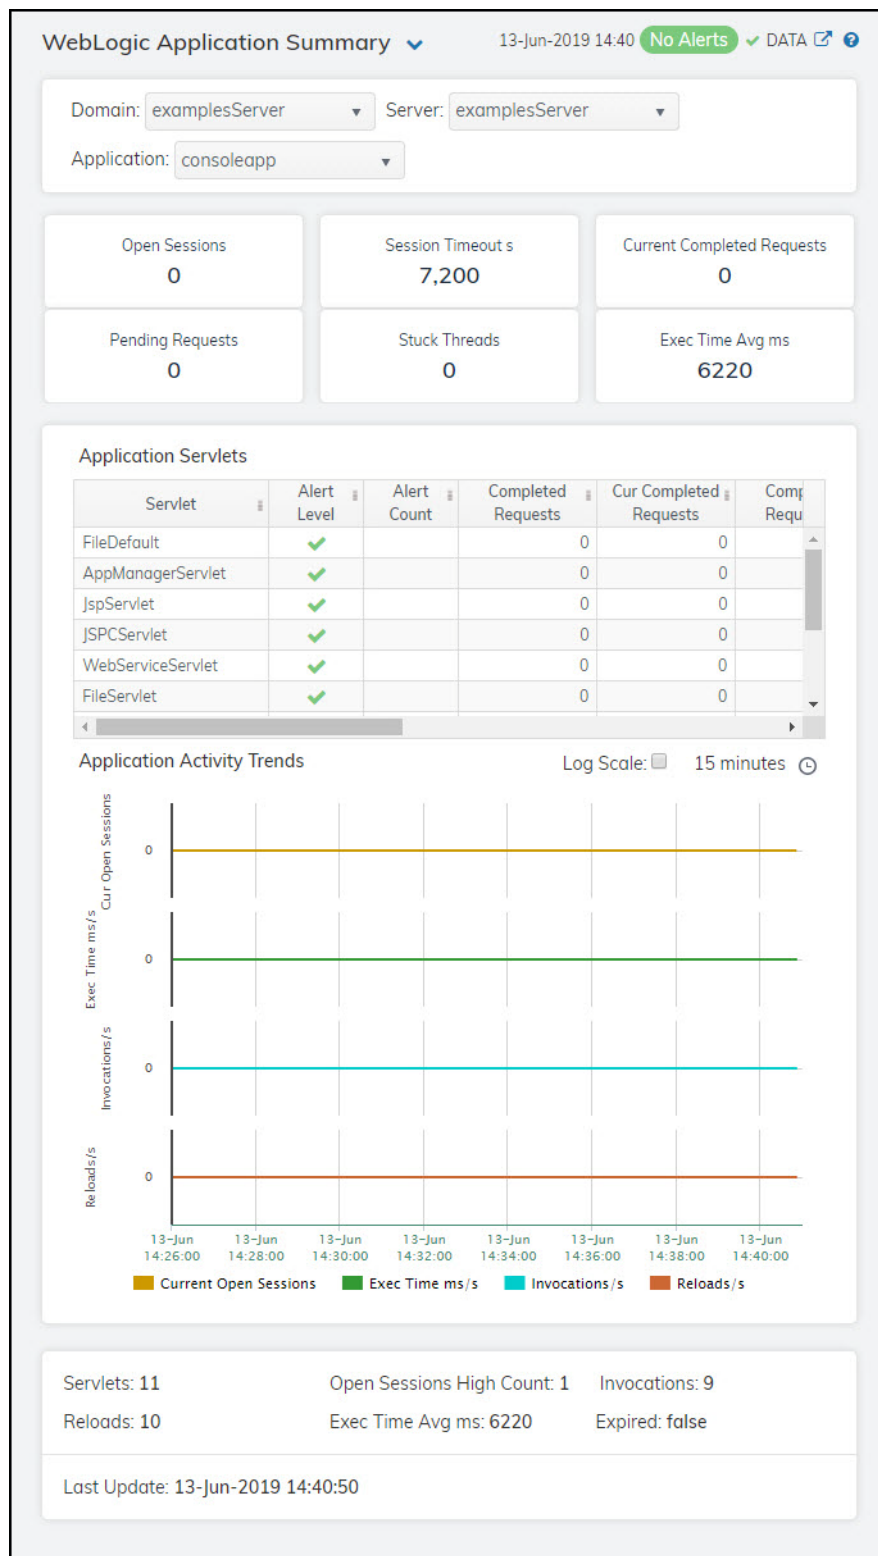 WebLogic Application Summary 13-Jun-2019 14:40 No Alerts DATA
Domain: examplesServer Server: examplesServer
Application: consoleapp
Open Sessions Session Timeout s Current Completed Requests
0 7,200 0
Pending Requests Stuck Threads Exec Time Avg ms
0 0 6220
Application Servlets
Servlet Alert Level Alert Count Completed Requests Cur Completed Requests Comp Requ
FileDefault 0 0
AppManagerServlet 0 0
JspServlet 0 0
JSPCServlet 0 0
WebServiceServlet 0 0
FileServlet 0 0
Application Activity Trends Log Scale: 15 minutes
Cur Open Sessions
0
Exec Time ms/s
0
Invocations/s
0
Reloads/s
0
13-Jun 13-Jun 13-Jun 13-Jun 13-Jun 13-Jun 13-Jun 13-Jun
14:26:00 14:28:00 14:30:00 14:32:00 14:34:00 14:36:00 14:38:00 14:40:00
Current Open Sessions Exec Time ms/s Invocations/s Reloads/s
Servlets: 11 Open Sessions High Count: 1 Invocations: 9
Reloads: 10 Exec Time Avg ms: 6220 Expired: false
Last Update: 13-Jun-2019 14:40:50